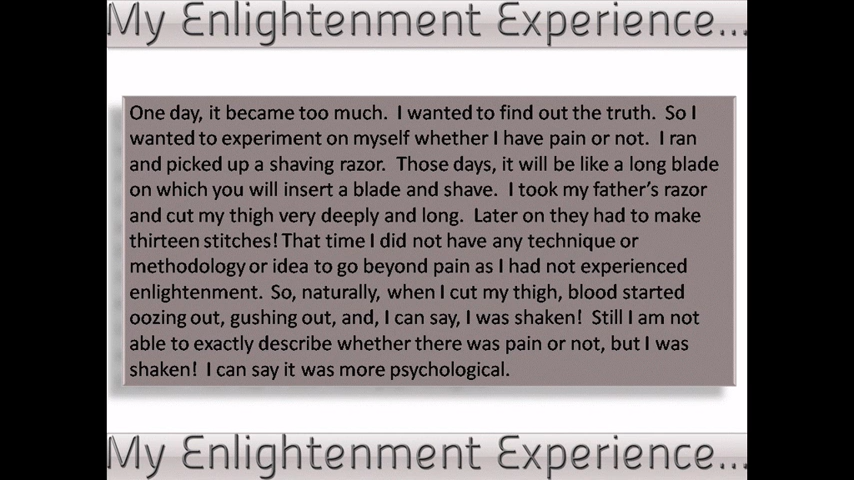 My Enlightenment Experience...
One day, it became too much. I wanted to find out the truth. So I
wanted to experiment on myself whether I have pain or not. I ran
and picked up a shaving razor. Those days, it will be like a long blade
on which you will insert a blade and shave. I took my father's razor
and cut my thigh very deeply and long. Later on they had to make
thirteen stitches! That time I did not have any technique or
methodology or idea to go beyond pain as I had not experienced
enlightenment. So, naturally, when I cut my thigh, blood started
oozing out, gushing out, and, I can say, I was shaken! Still I am not
able to exactly describe whether there was pain or not, but I was
shaken! I can say it was more psychological.
My Enlightenment Experience...